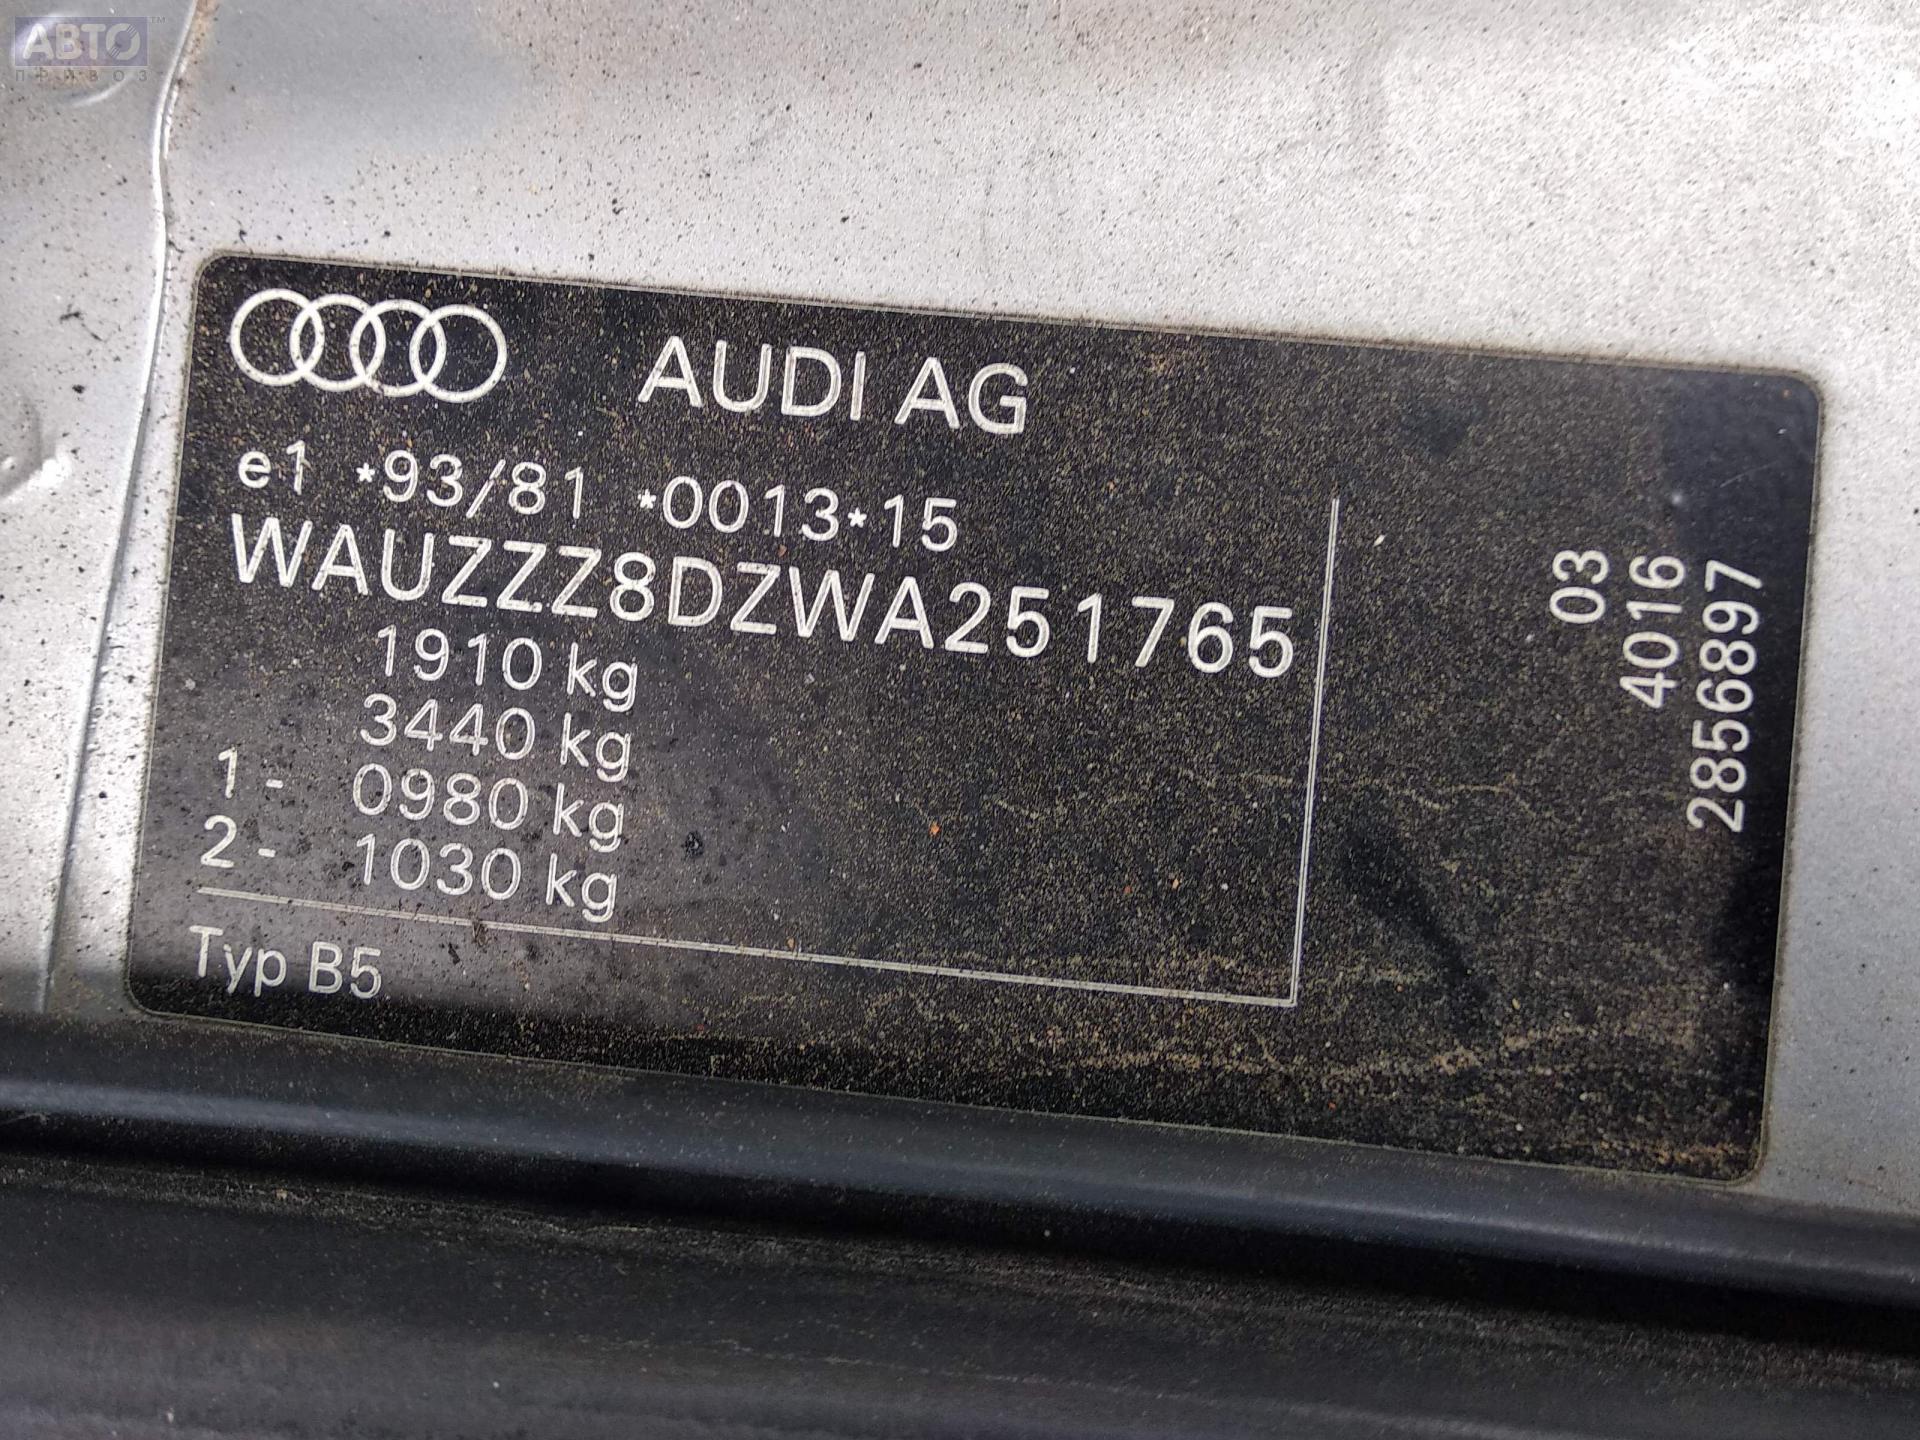 АВТО™
ПРИВОЗ
AUDI AG
e1 *93/81 *0013*15
WAUZZZ8DZWA251765
1910 kg
3440 kg
1- 0980 kg
2- 1030 kg
Typ B5
03
4016
2856897